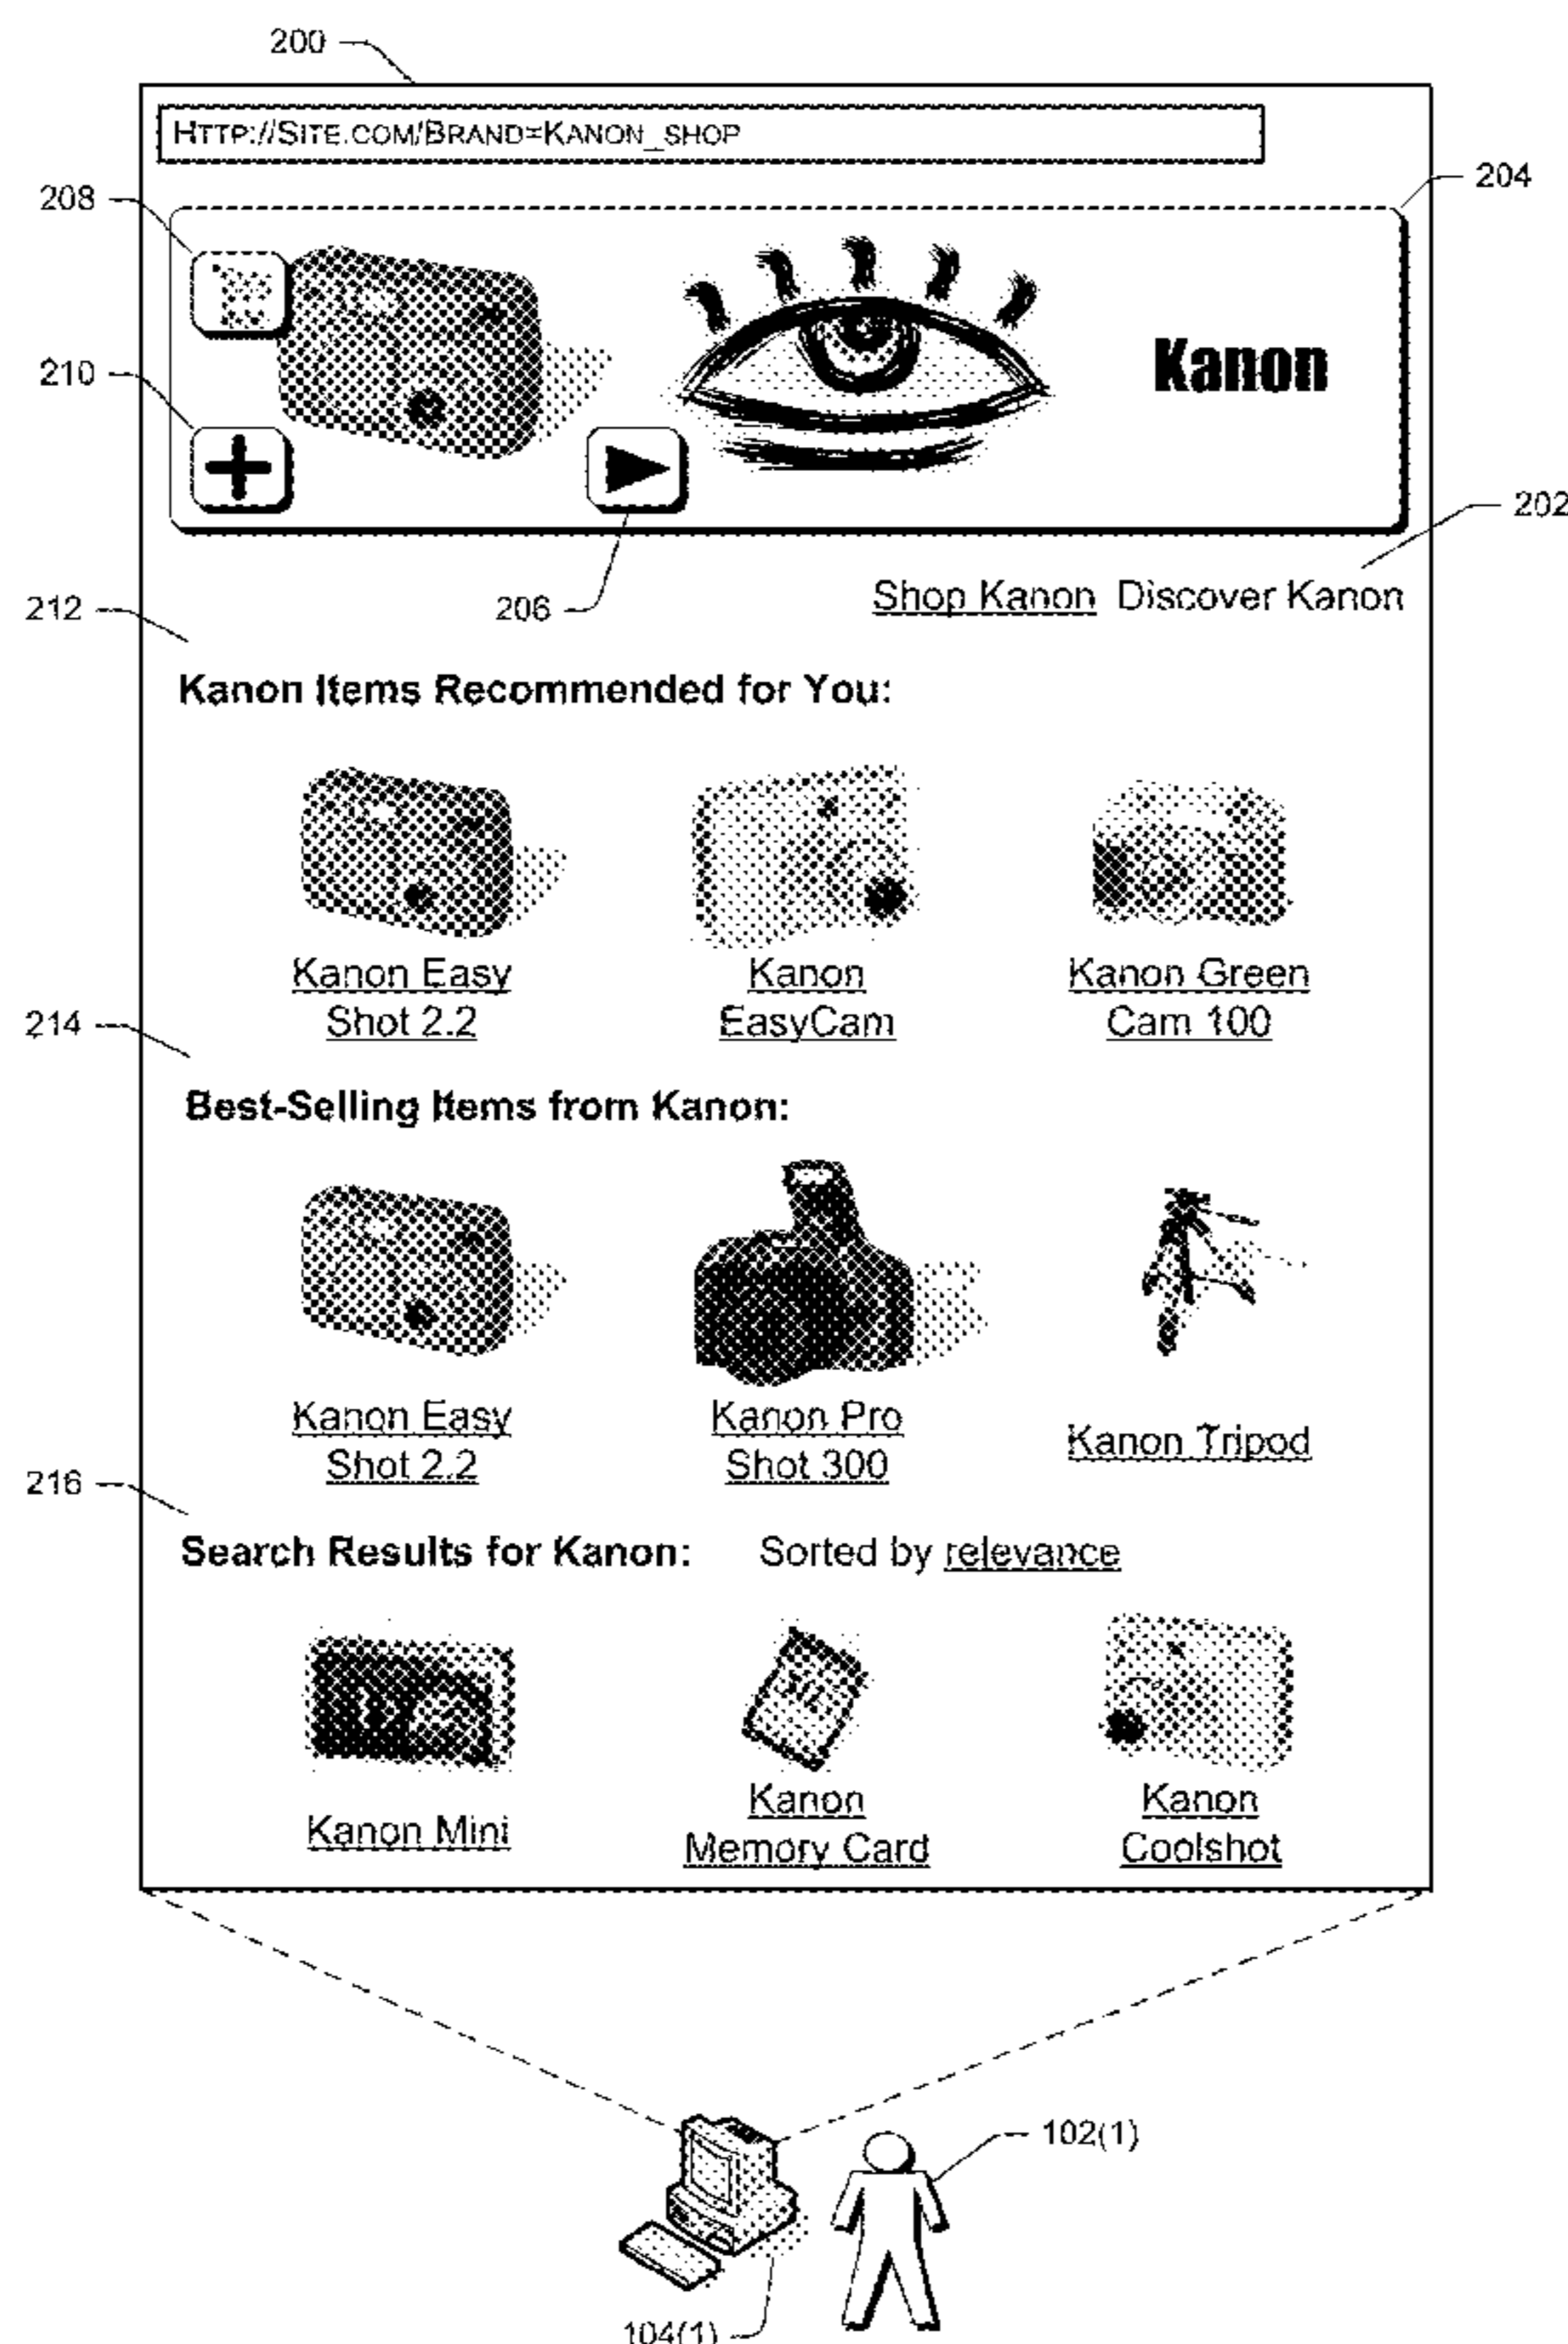 200
HTTP://SITE.COM/BRAND=KANON_SHOP
204
208
Kanon
210
202
206
Shop Kanon Discover Kanon
212
Kanon Items Recommended for You:
Kanon Easy
Shot 2.2
Kanon
EasyCam
Kanon Green
Cam 100
214
Best-Selling Items from Kanon:
Kanon Easy
Shot 2.2
Kanon Pro
Shot 300
Kanon Tripod
216
Search Results for Kanon: Sorted by relevance
Kanon Mini
Kanon
Memory Card
Kanon
Coolshot
102(1)
104(1)